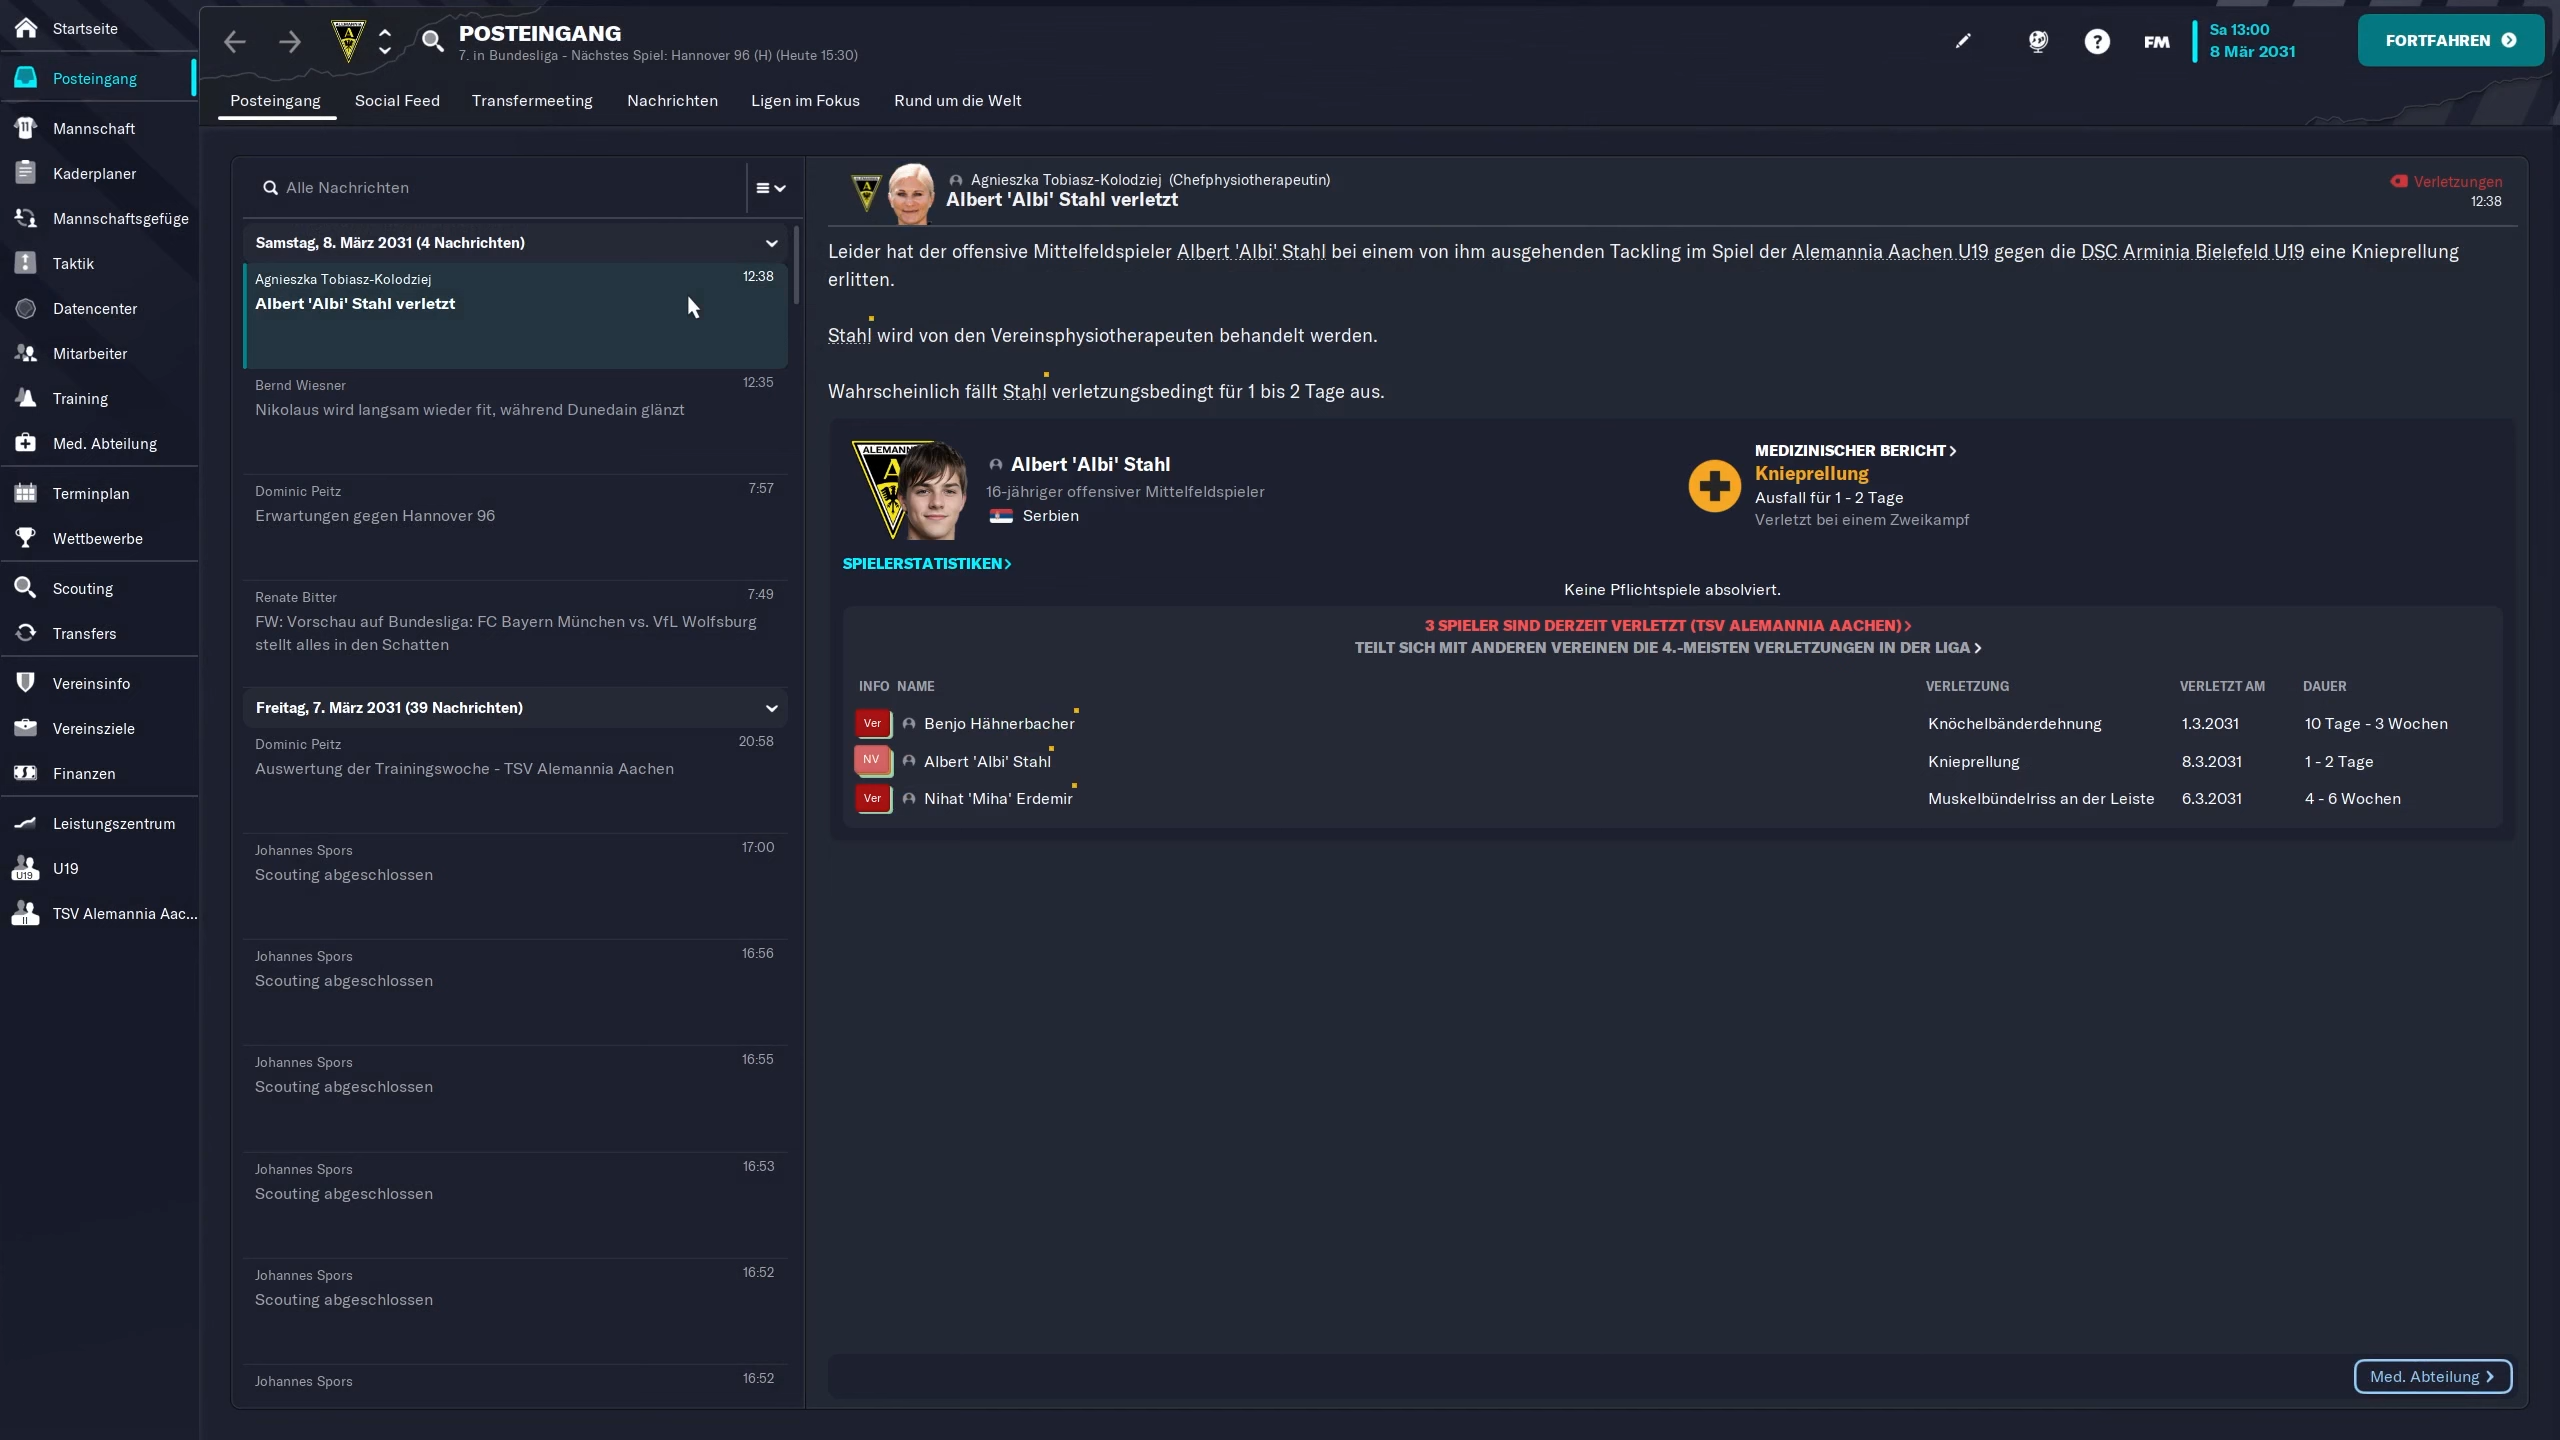 Startseite
Posteingang
Mannschaft
Kaderplaner
Mannschaftsgefüge
Taktik
Datencenter
Mitarbeiter
Training
Med. Abteilung
Terminplan
Wettbewerbe
Scouting
Transfers
Vereinsinfo
Vereinsziele
Finanzen
Leistungszentrum
U19
TSV Alemannia Aac...
POSTEINGANG
7. in Bundesliga - Nächstes Spiel: Hannover 96 (H) (Heute 15:30)
FM
Sa 13:00
8 Mär 2031
FORTFAHREN
Posteingang Social Feed Transfermeeting Nachrichten Ligen im Fokus Rund um die Welt
Alle Nachrichten
Samstag, 8. März 2031 (4 Nachrichten)
Agnieszka Tobiasz-Kolodziej 12:38
Albert 'Albi' Stahl verletzt
Bernd Wiesner 12:35
Nikolaus wird langsam wieder fit, während Dunedain glänzt
Dominic Peitz 7:57
Erwartungen gegen Hannover 96
Renate Bitter 7:49
FW: Vorschau auf Bundesliga: FC Bayern München vs. VfL Wolfsburg
stellt alles in den Schatten
Freitag, 7. März 2031 (39 Nachrichten)
Dominic Peitz 20:58
Auswertung der Trainingswoche - TSV Alemannia Aachen
Johannes Spors 17:00
Scouting abgeschlossen
Johannes Spors 16:56
Scouting abgeschlossen
Johannes Spors 16:55
Scouting abgeschlossen
Johannes Spors 16:53
Scouting abgeschlossen
Johannes Spors 16:52
Scouting abgeschlossen
Johannes Spors 16:52
Agnieszka Tobiasz-Kolodziej (Chefphysiotherapeutin)
Albert 'Albi' Stahl verletzt
Verletzungen
12:38
Leider hat der offensive Mittelfeldspieler Albert 'Albi' Stahl bei einem von ihm ausgehenden Tackling im Spiel der Alemannia Aachen U19 gegen die DSC Arminia Bielefeld U19 eine Knieprellung
erlitten.
Stahl wird von den Vereinsphysiotherapeuten behandelt werden.
Wahrscheinlich fällt Stahl verletzungsbedingt für 1 bis 2 Tage aus.
Albert 'Albi' Stahl
16-jähriger offensiver Mittelfeldspieler
Serbien
MEDIZINISCHER BERICHT
Knieprellung
Ausfall für 1 - 2 Tage
Verletzt bei einem Zweikampf
SPIELERSTATISTIKEN
Keine Pflichtspiele absolviert.
3 SPIELER SIND DERZEIT VERLETZT (TSV ALEMANNIA AACHEN)
TEILT SICH MIT ANDEREN VEREINEN DIE 4.-MEISTEN VERLETZUNGEN IN DER LIGA
INFO NAME VERLETZUNG VERLETZT AM DAUER
Ver Benjo Hähnerbacher Knöchelbänderdehnung 1.3.2031 10 Tage - 3 Wochen
NV Albert 'Albi' Stahl Knieprellung 8.3.2031 1 - 2 Tage
Ver Nihat 'Miha' Erdemir Muskelbündelriss an der Leiste 6.3.2031 4 - 6 Wochen
Med. Abteilung